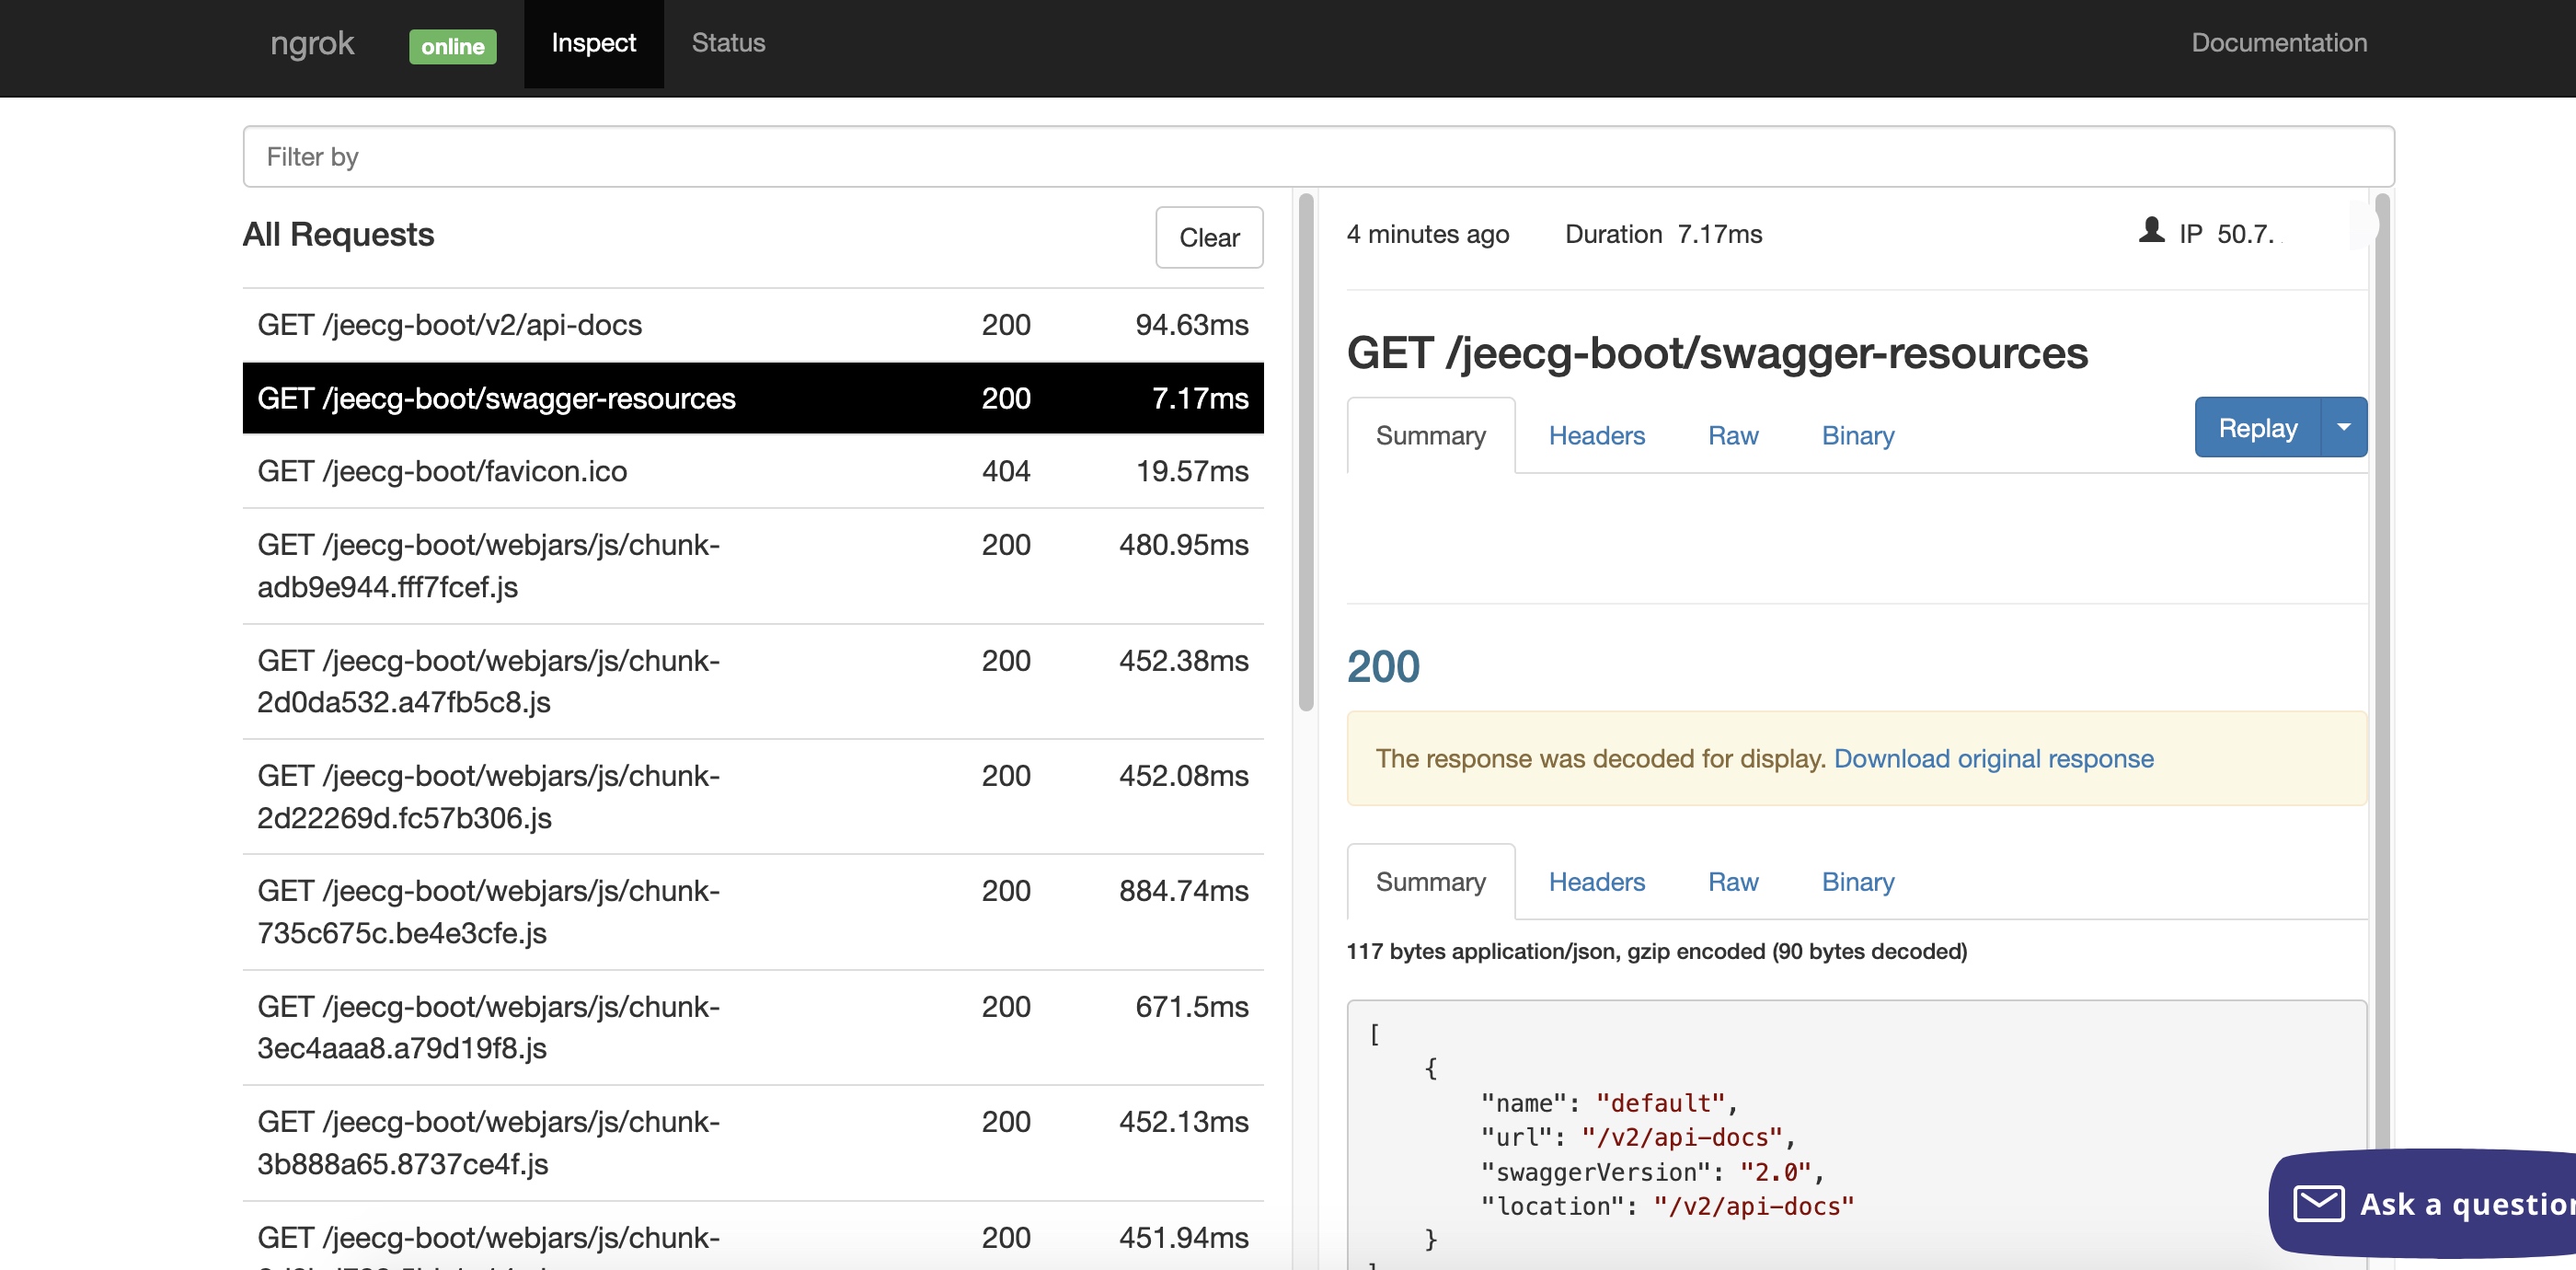 ngrok online Inspect Status Documentation
Filter by
All Requests Clear
GET /jeecg-boot/v2/api-docs 200 94.63ms
GET /jeecg-boot/swagger-resources 200 7.17ms
GET /jeecg-boot/favicon.ico 404 19.57ms
GET /jeecg-boot/webjars/js/chunk- 200 480.95ms
adb9e944.fff7fcef.js
GET /jeecg-boot/webjars/js/chunk- 200 452.38ms
2d0da532.a47fb5c8.js
GET /jeecg-boot/webjars/js/chunk- 200 452.08ms
2d22269d.fc57b306.js
GET /jeecg-boot/webjars/js/chunk- 200 884.74ms
735c675c.be4e3cfe.js
GET /jeecg-boot/webjars/js/chunk- 200 671.5ms
3ec4aaa8.a79d19f8.js
GET /jeecg-boot/webjars/js/chunk- 200 452.13ms
3b888a65.8737ce4f.js
GET /jeecg-boot/webjars/js/chunk- 200 451.94ms
4 minutes ago Duration 7.17ms IP 50.7.
GET /jeecg-boot/swagger-resources
Summary Headers Raw Binary Replay
200
The response was decoded for display. Download original response
Summary Headers Raw Binary
117 bytes application/json, gzip encoded (90 bytes decoded)
[
{
"name": "default",
"url": "/v2/api-docs",
"swaggerVersion": "2.0",
"location": "/v2/api-docs"
}
Ask a question